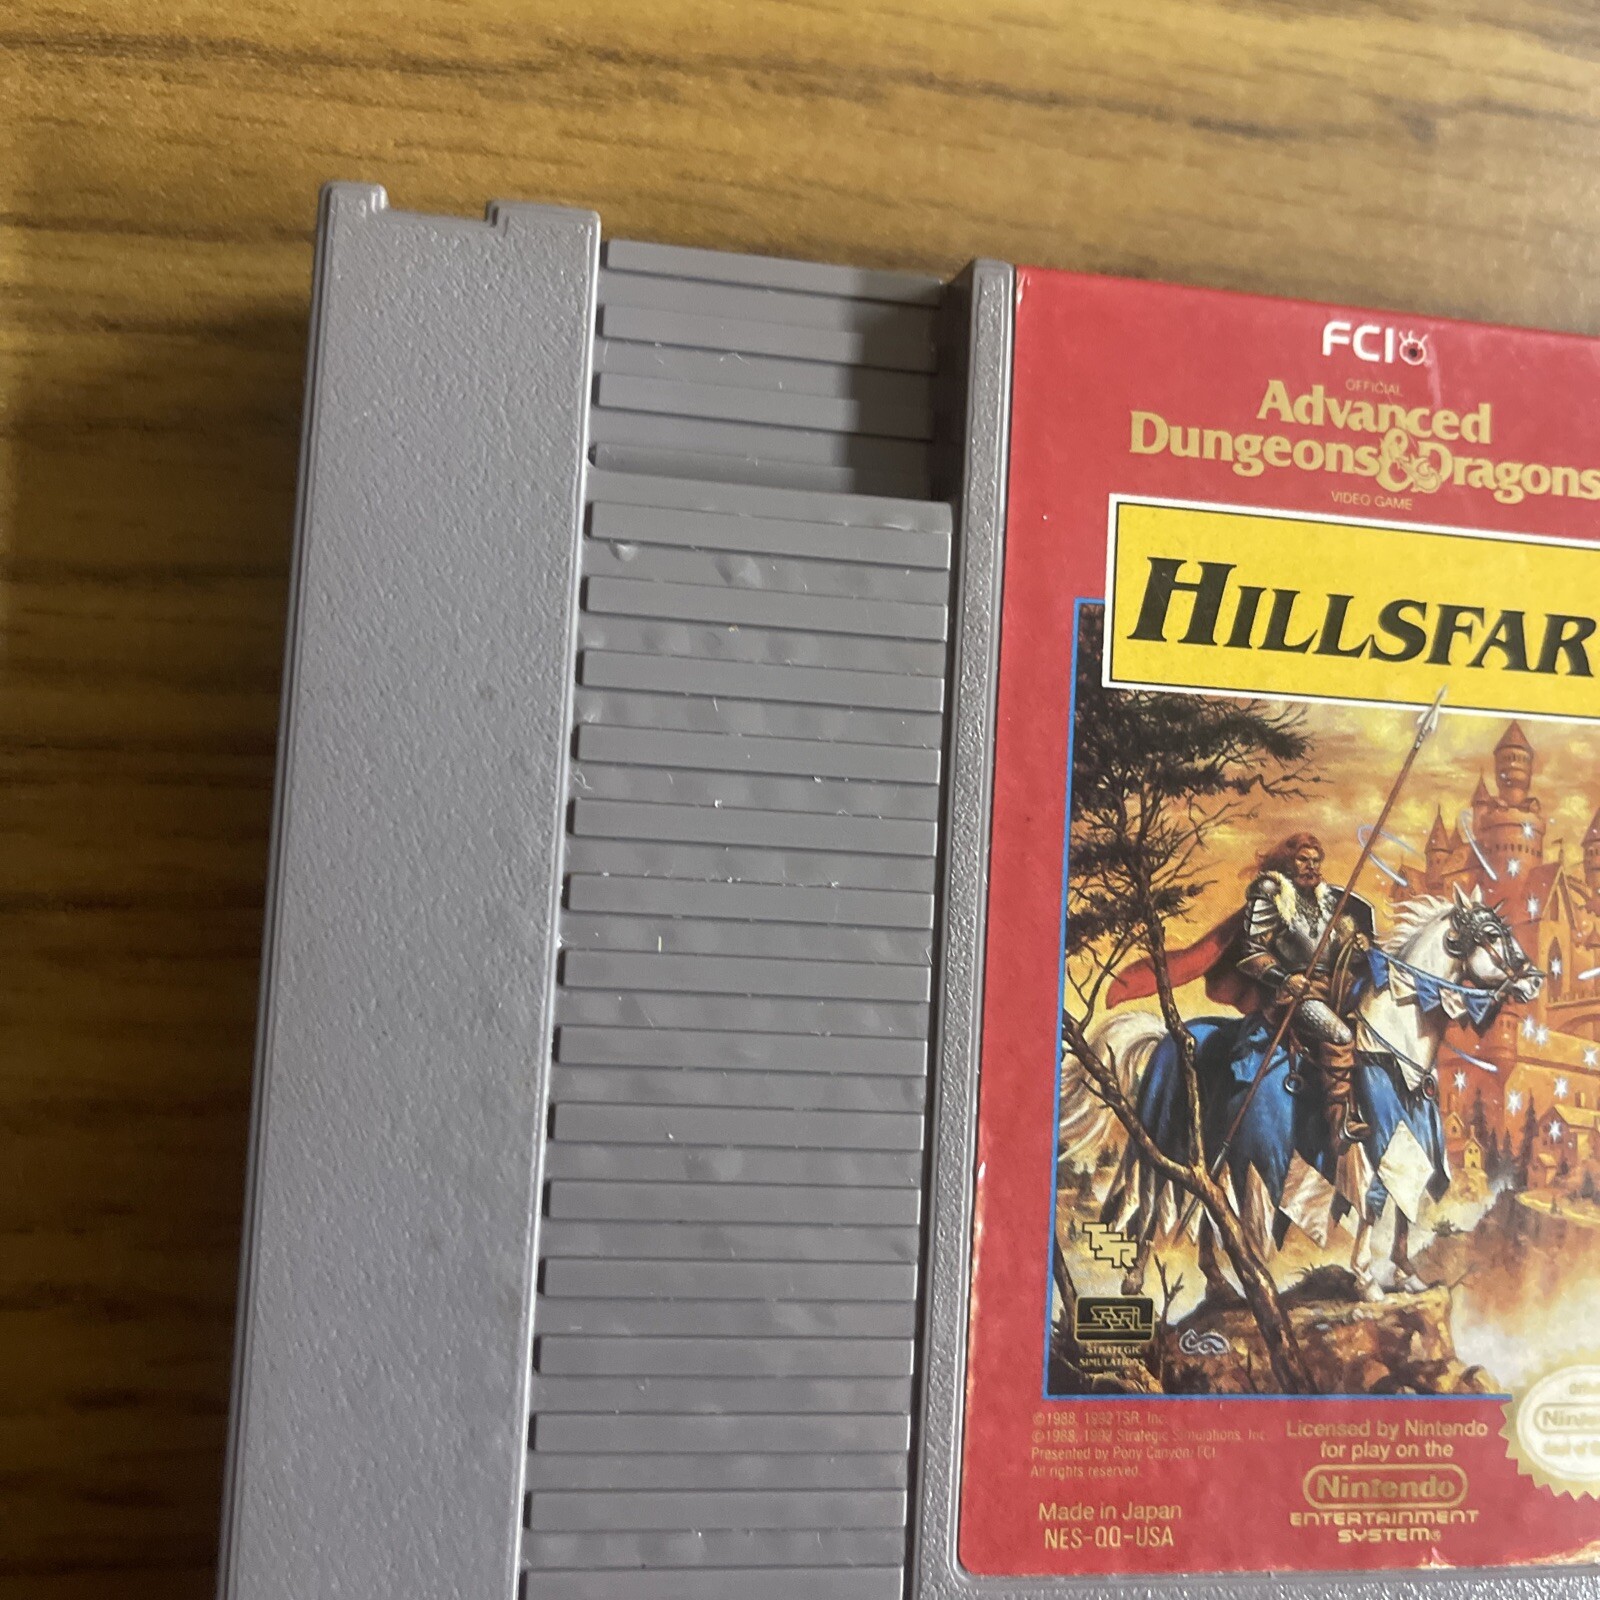 FCI
OFFICIAL
Advanced
Dungeons & Dragons
VIDEO GAME
HILLSFAR
TSR
SSI
STRATEGIC
SIMULATIONS
©1988, 1992 TSR, Inc.
©1988, 1992 Strategic Simulations, Inc.
Presented by Pony Canyon/FCI
All rights reserved.
Made in Japan
NES-QQ-USA
Licensed by Nintendo
for play on the
Nintendo
ENTERTAINMENT
SYSTEM®